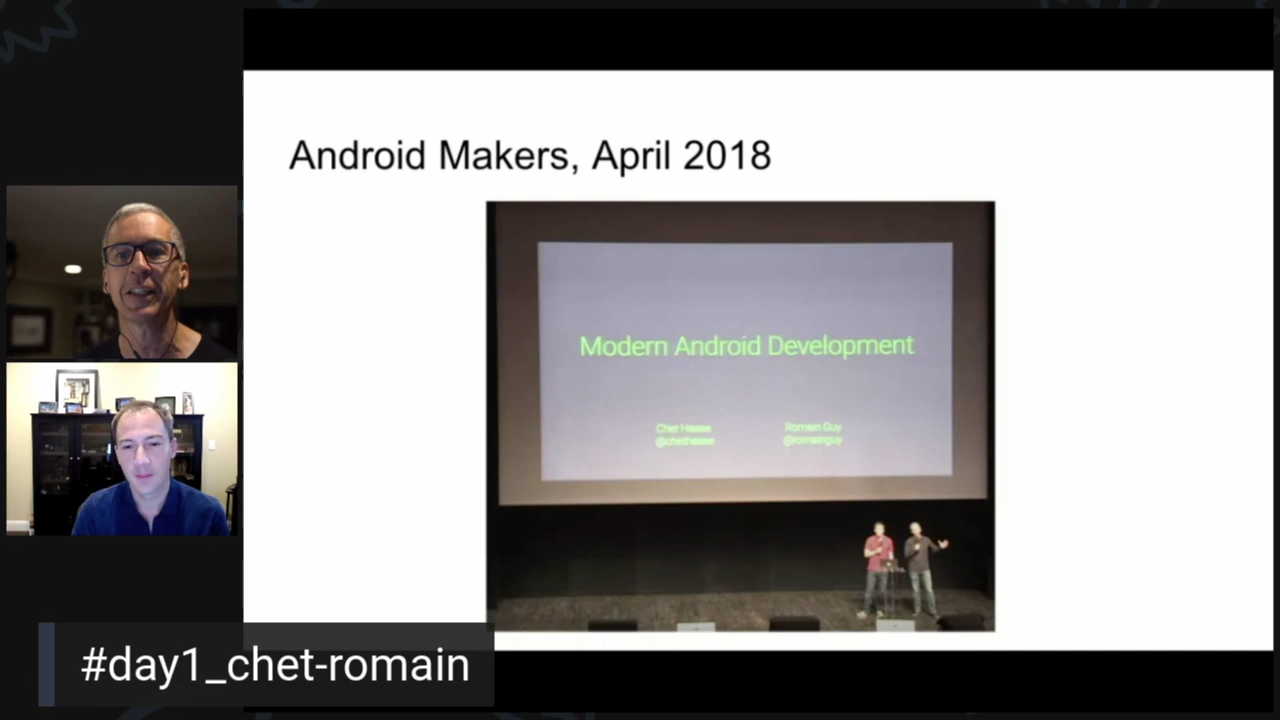 Android Makers, April 2018
Modern Android Development
Chet Haase
@chethaase
Romain Guy
@romainguy
#day1_chet-romain